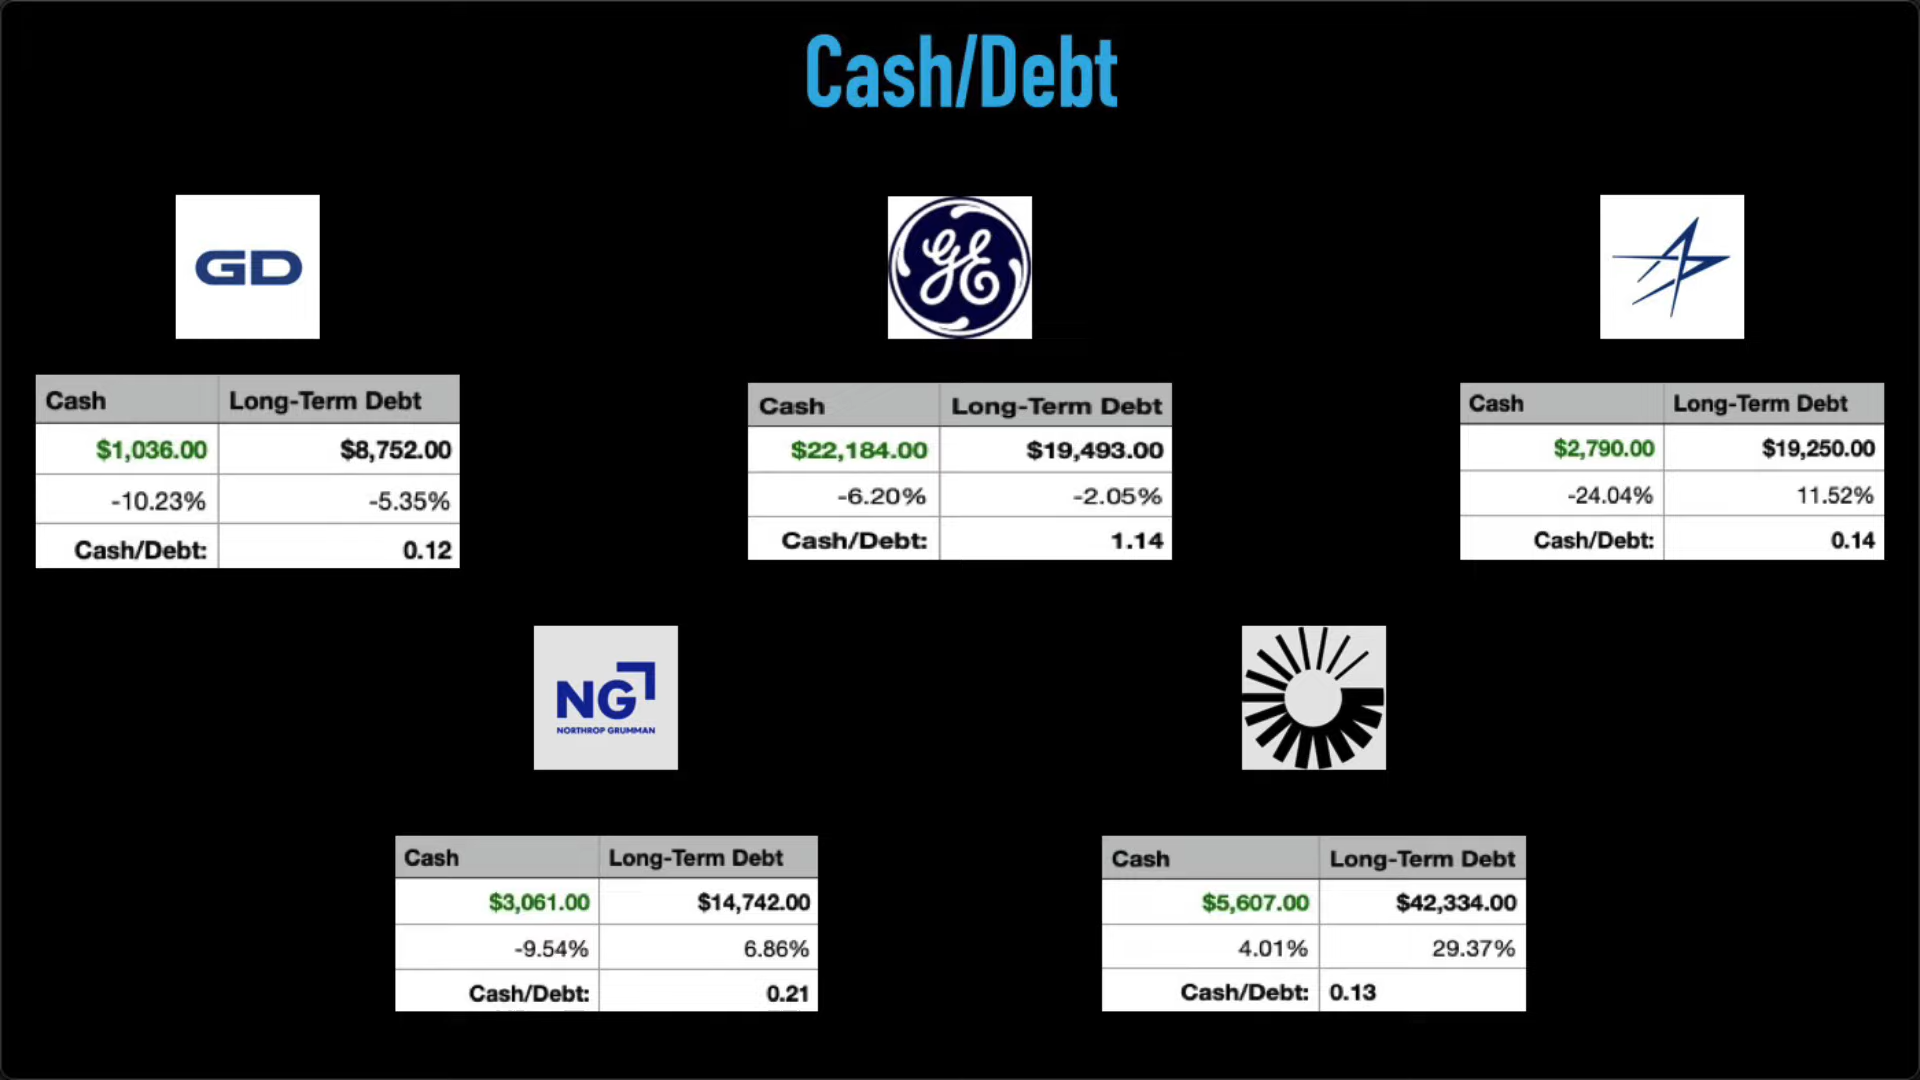 Cash/Debt
GD
GE
Cash Long-Term Debt
$1,036.00 $8,752.00
-10.23% -5.35%
Cash/Debt: 0.12
Cash Long-Term Debt
$22,184.00 $19,493.00
-6.20% -2.05%
Cash/Debt: 1.14
Cash Long-Term Debt
$2,790.00 $19,250.00
-24.04% 11.52%
Cash/Debt: 0.14
NG
NORTHROP GRUMMAN
Cash Long-Term Debt
$3,061.00 $14,742.00
-9.54% 6.86%
Cash/Debt: 0.21
Cash Long-Term Debt
$5,607.00 $42,334.00
4.01% 29.37%
Cash/Debt: 0.13